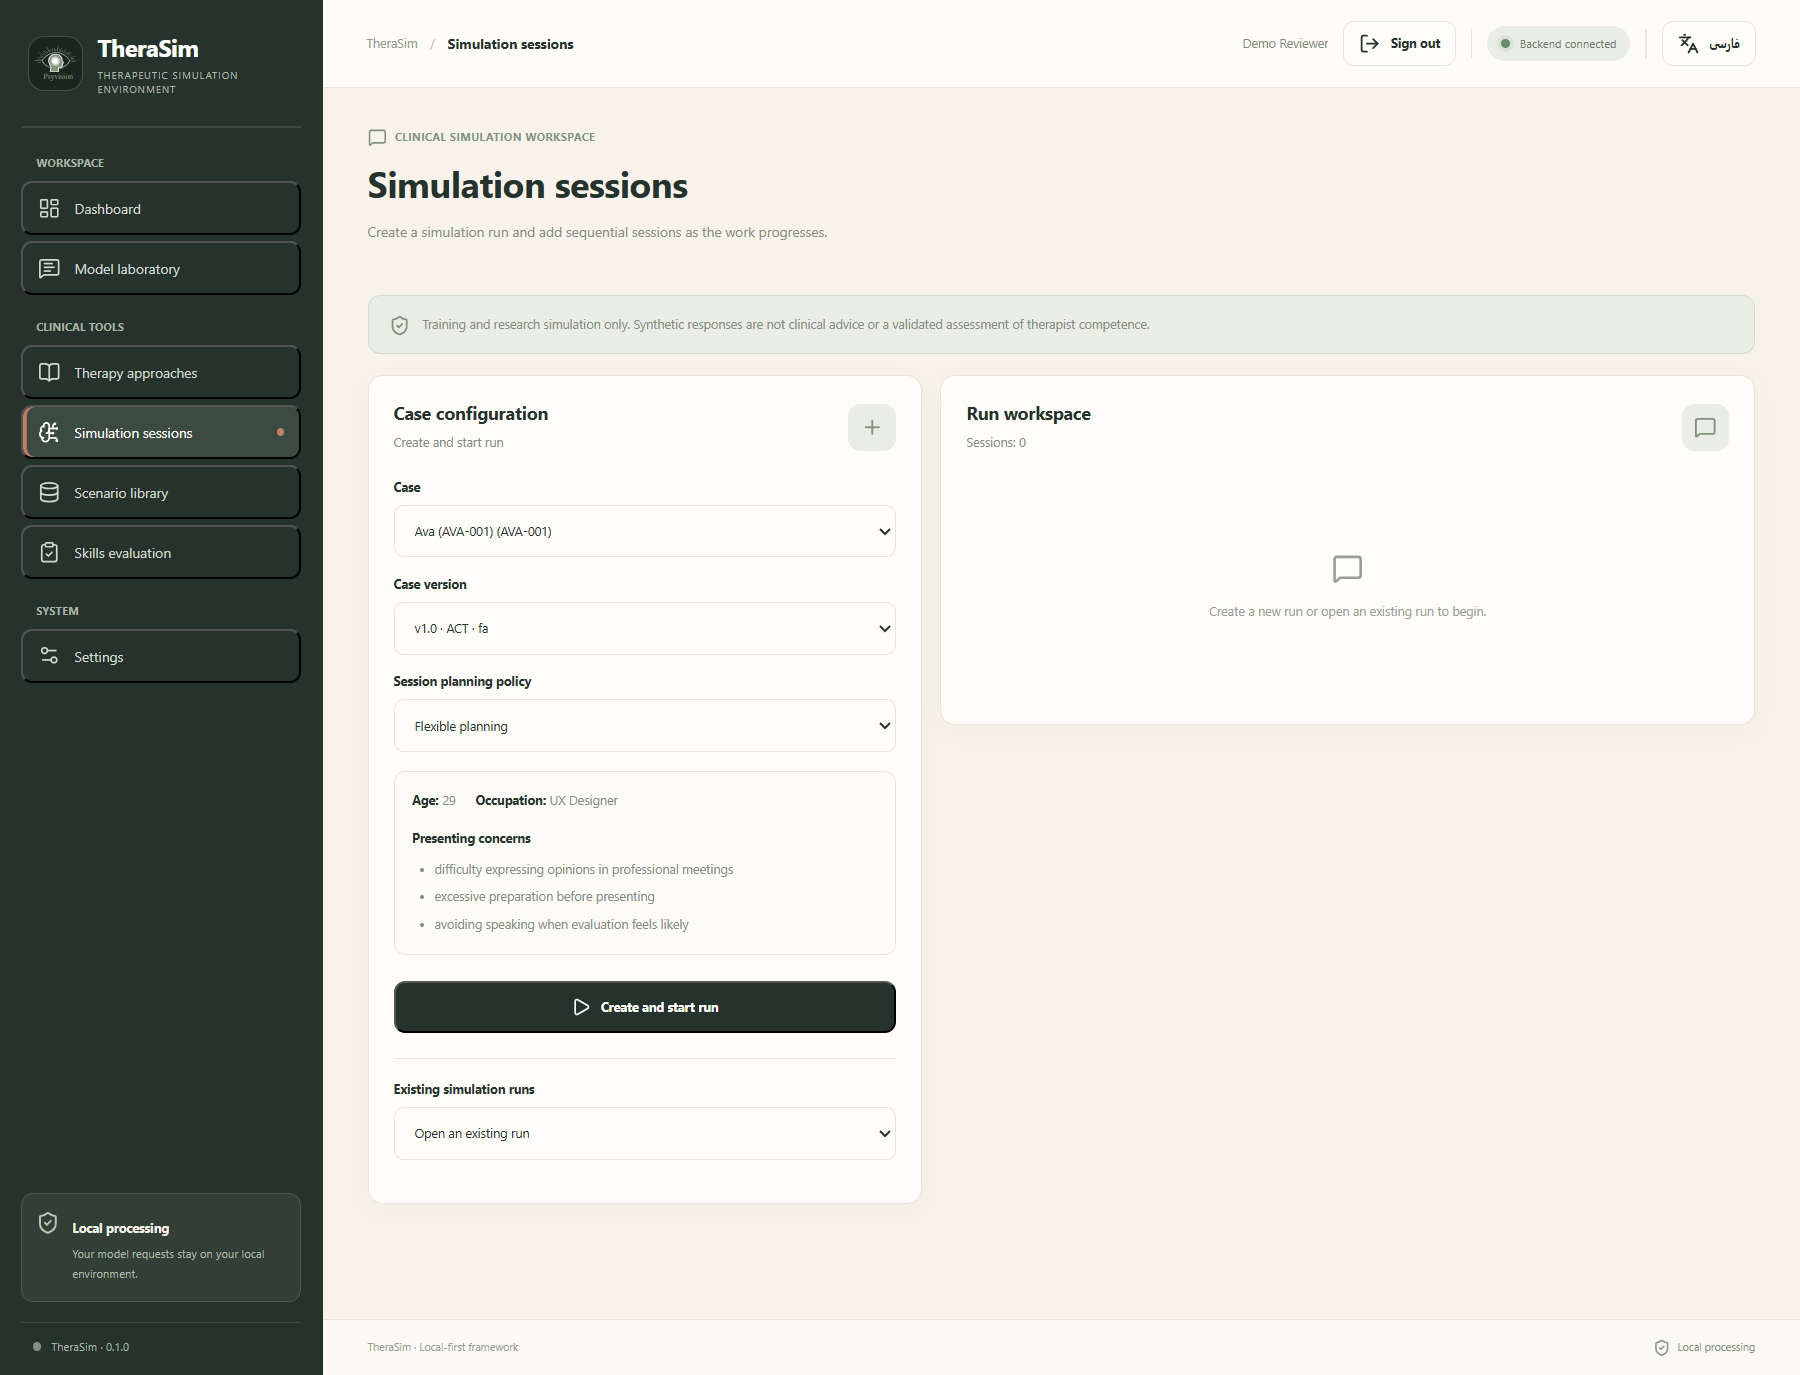 Psyvision
TheraSim
THERAPEUTIC SIMULATION
ENVIRONMENT
WORKSPACE
Dashboard
Model laboratory
CLINICAL TOOLS
Therapy approaches
Simulation sessions
Scenario library
Skills evaluation
SYSTEM
Settings
Local processing
Your model requests stay on your local
environment.
TheraSim · 0.1.0
TheraSim / Simulation sessions
Demo Reviewer
Sign out
Backend connected
فارسی
CLINICAL SIMULATION WORKSPACE
Simulation sessions
Create a simulation run and add sequential sessions as the work progresses.
Training and research simulation only. Synthetic responses are not clinical advice or a validated assessment of therapist competence.
Case configuration
Create and start run
Case
Ava (AVA-001) (AVA-001)
Case version
v1.0 · ACT · fa
Session planning policy
Flexible planning
Age: 29 Occupation: UX Designer
Presenting concerns
• difficulty expressing opinions in professional meetings
• excessive preparation before presenting
• avoiding speaking when evaluation feels likely
Create and start run
Existing simulation runs
Open an existing run
Run workspace
Sessions: 0
Create a new run or open an existing run to begin.
TheraSim · Local-first framework
Local processing